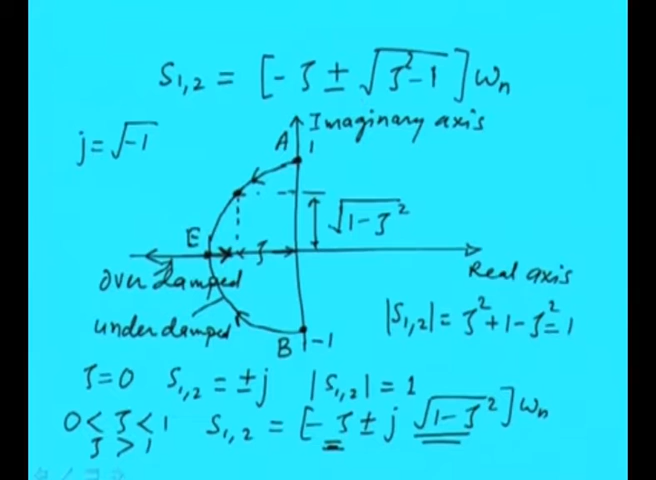 S₁,₂ = [-ζ ± √ζ²-1] ωn
j = √-1
A
1
Imaginary axis
√1-ζ²
E
ζ
Real axis
over damped
underdamped
B
-1
|S₁,₂| = ζ² + 1 - ζ² = 1
ζ = 0 S₁,₂ = ±j |S₁,₂| = 1
0 < ζ < 1 S₁,₂ = [-ζ ± j √1-ζ²] ωn
ζ > 1